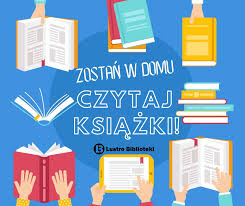 ZOSTAŃ W DOMU
CZYTAJ
KSIĄŻKI!
Lustro Biblioteki